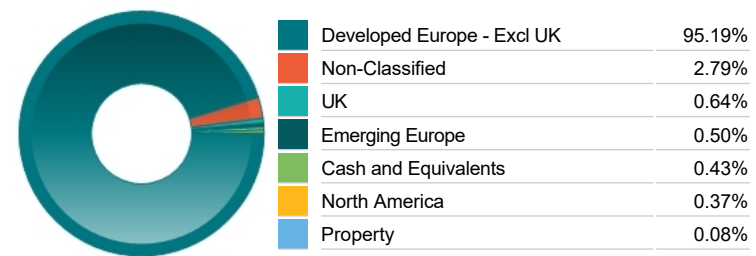 Developed Europe - Excl UK 95.19%
Non-Classified 2.79%
UK 0.64%
Emerging Europe 0.50%
Cash and Equivalents 0.43%
North America 0.37%
Property 0.08%